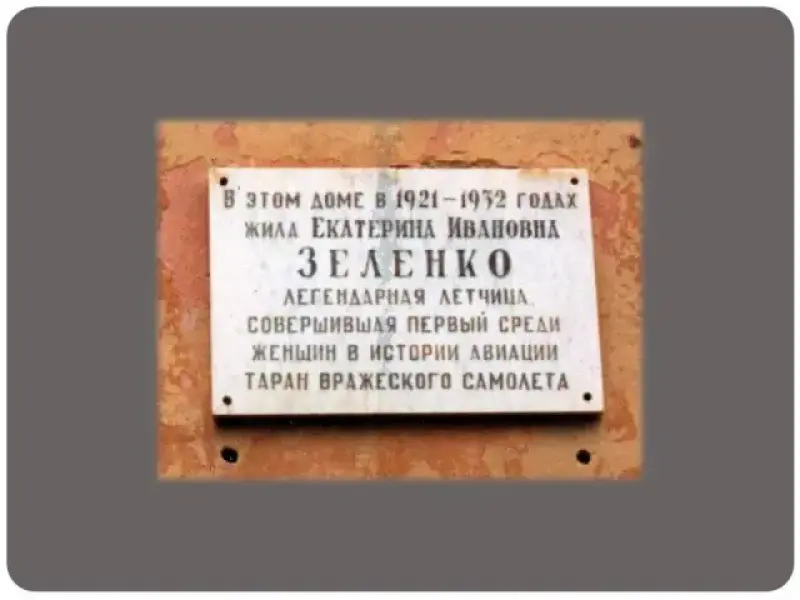 В ЭТОМ ДОМЕ В 1921–1932 ГОДАХ
ЖИЛА ЕКАТЕРИНА ИВАНОВНА
ЗЕЛЕНКО
ЛЕГЕНДАРНАЯ ЛЕТЧИЦА,
СОВЕРШИВШАЯ ПЕРВЫЙ СРЕДИ
ЖЕНЩИН В ИСТОРИИ АВИАЦИИ
ТАРАН ВРАЖЕСКОГО САМОЛЕТА